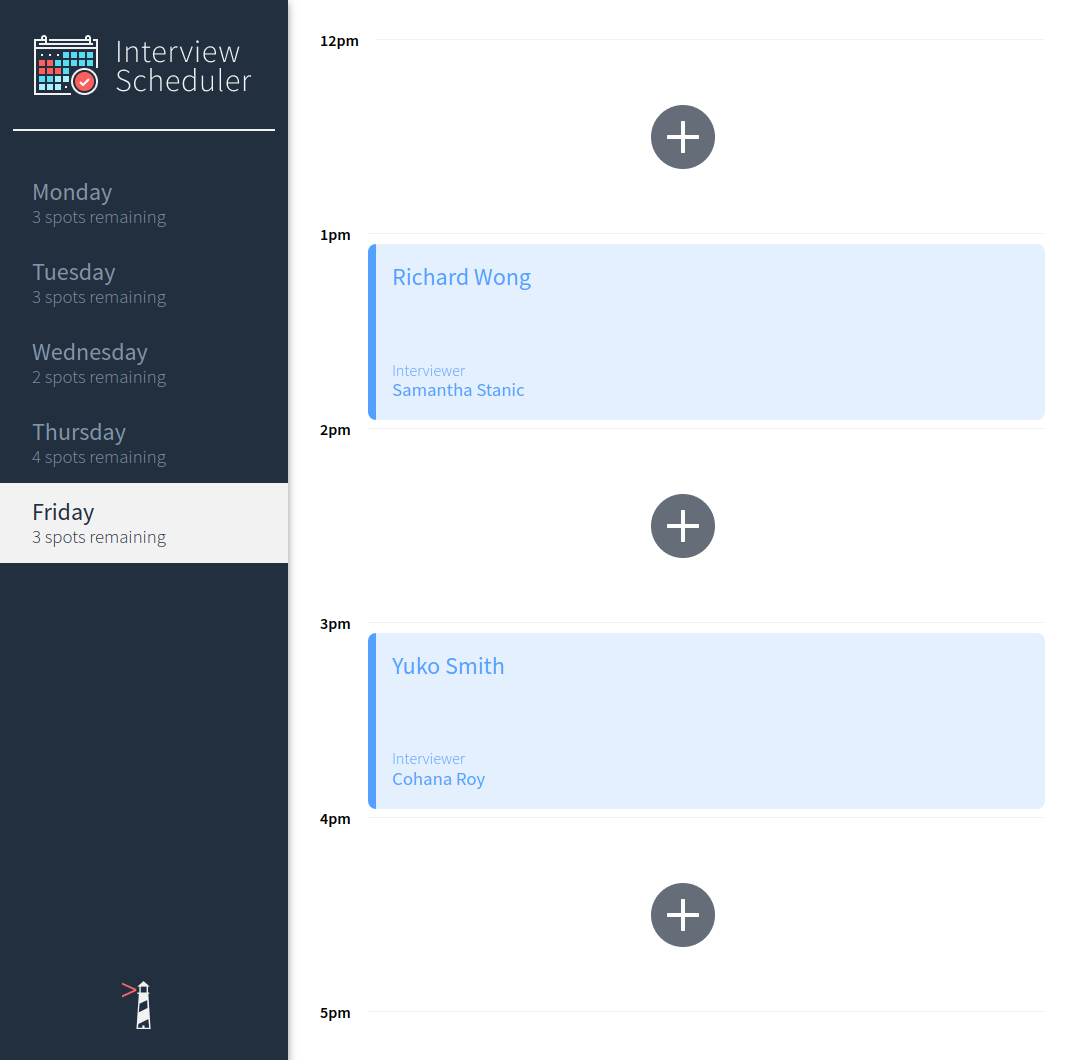 Interview
Scheduler
Monday
3 spots remaining
Tuesday
3 spots remaining
Wednesday
2 spots remaining
Thursday
4 spots remaining
Friday
3 spots remaining
12pm
1pm
Richard Wong
Interviewer
Samantha Stanic
2pm
3pm
Yuko Smith
Interviewer
Cohana Roy
4pm
5pm